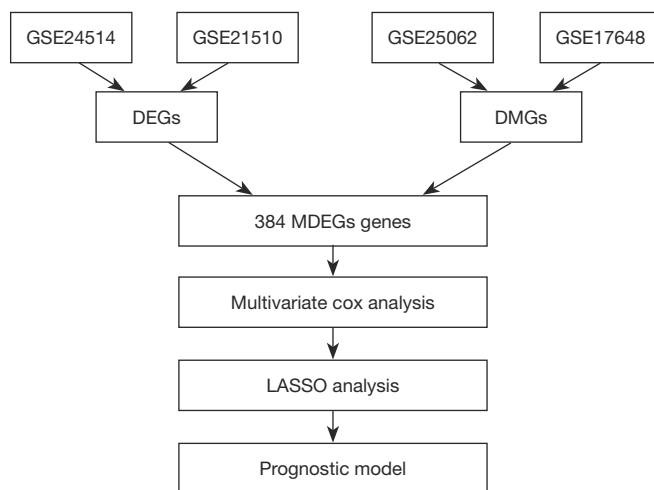 GSE24514
GSE21510
GSE25062
GSE17648
DEGs
DMGs
384 MDEGs genes
Multivariate cox analysis
LASSO analysis
Prognostic model